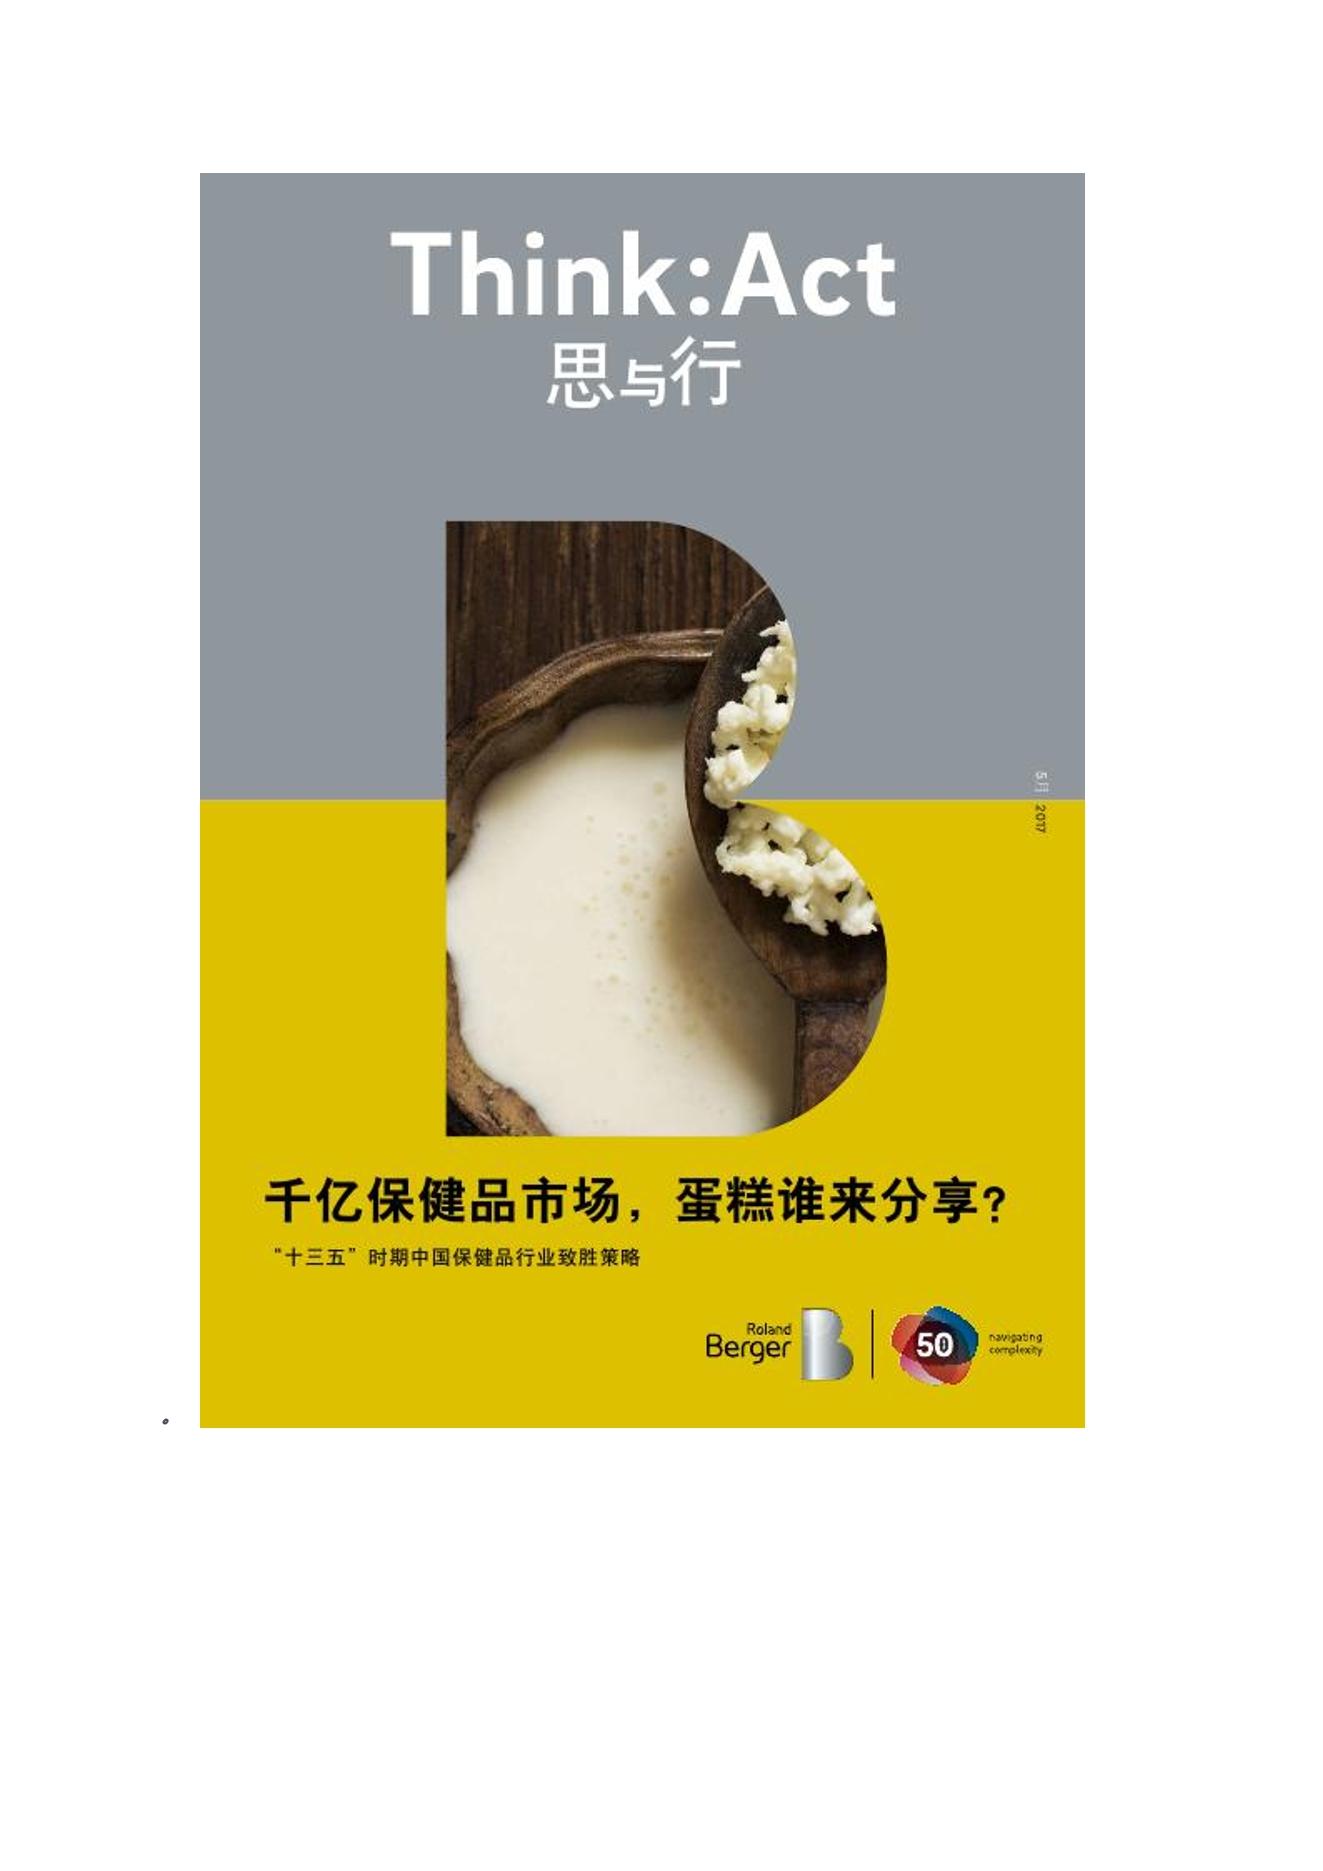 Think:Act
思与行
5月 2017
千亿保健品市场，蛋糕谁来分享？
“十三五”时期中国保健品行业致胜策略
Roland
Berger
50
navigating
complexity
。